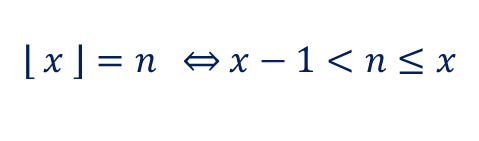 ⌊ x ⌋ = n ⇔ x − 1 < n ≤ x